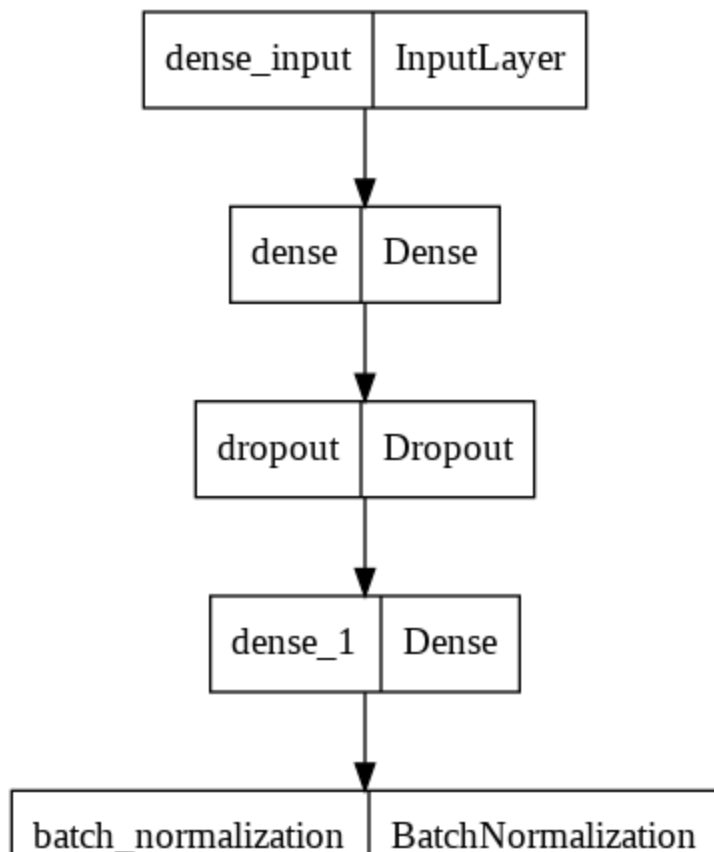 dense_input InputLayer
dense Dense
dropout Dropout
dense_1 Dense
batch_normalization BatchNormalization